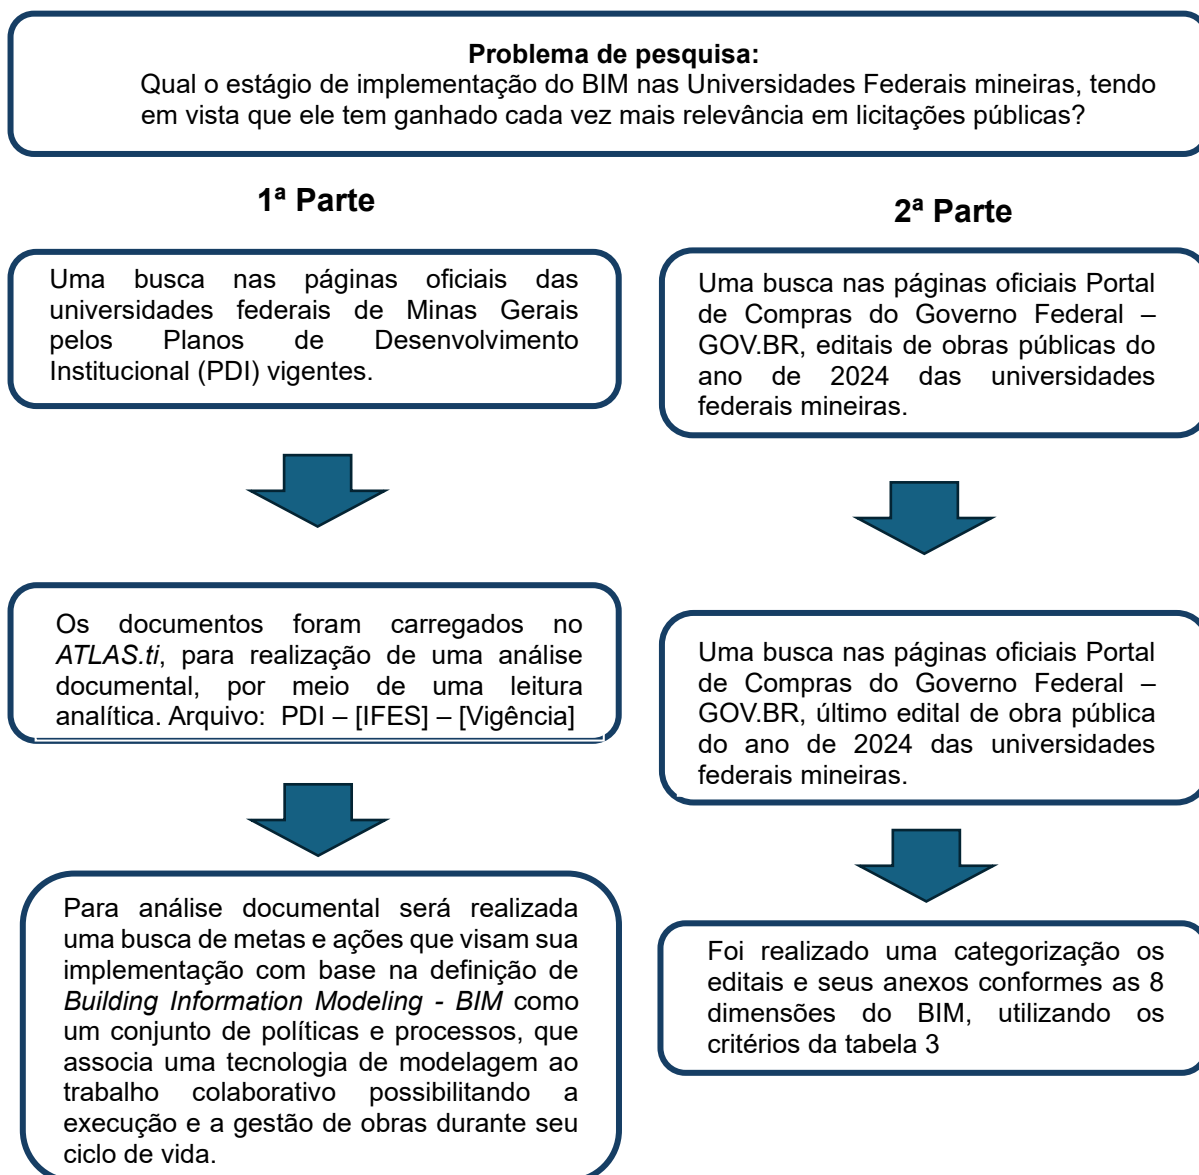 Problema de pesquisa:
Qual o estágio de implementação do BIM nas Universidades Federais mineiras, tendo
em vista que ele tem ganhado cada vez mais relevância em licitações públicas?
1ª Parte
Uma busca nas páginas oficiais das
universidades federais de Minas Gerais
pelos Planos de Desenvolvimento
Institucional (PDI) vigentes.
Os documentos foram carregados no
ATLAS.ti, para realização de uma análise
documental, por meio de uma leitura
analítica. Arquivo: PDI – [IFES] – [Vigência]
Para análise documental será realizada
uma busca de metas e ações que visam sua
implementação com base na definição de
Building Information Modeling - BIM como
um conjunto de políticas e processos, que
associa uma tecnologia de modelagem ao
trabalho colaborativo possibilitando a
execução e a gestão de obras durante seu
ciclo de vida.
2ª Parte
Uma busca nas páginas oficiais Portal
de Compras do Governo Federal –
GOV.BR, editais de obras públicas do
ano de 2024 das universidades
federais mineiras.
Uma busca nas páginas oficiais Portal
de Compras do Governo Federal –
GOV.BR, último edital de obra pública
do ano de 2024 das universidades
federais mineiras.
Foi realizado uma categorização os
editais e seus anexos conformes as 8
dimensões do BIM, utilizando os
critérios da tabela 3